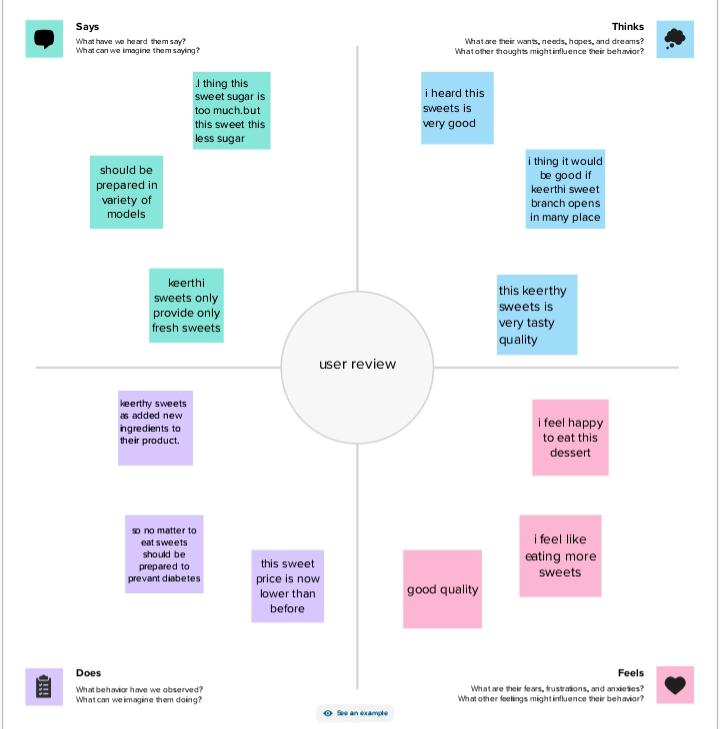 Says
What have we heard them say?
What can we imagine them saying?
Thinks
What are their wants, needs, hopes, and dreams?
What other thoughts might influence their behavior?
.I thing this
sweet sugar is
too much.but
this sweet this
less sugar
should be
prepared in
variety of
models
keerthi
sweets only
provide only
fresh sweets
i heard this
sweets is
very good
i thing it would
be good if
keerthi sweet
branch opens
in many place
this keerthy
sweets is
very tasty
quality
user review
keerthy sweets
as added new
ingredients to
their product.
so no matter to
eat sweets
should be
prepared to
prevant diabetes
this sweet
price is now
lower than
before
i feel happy
to eat this
dessert
i feel like
eating more
sweets
good quality
Does
What behavior have we observed?
What can we imagine them doing?
Feels
What are their fears, frustrations, and anxieties?
What other feelings might influence their behavior?
See an example